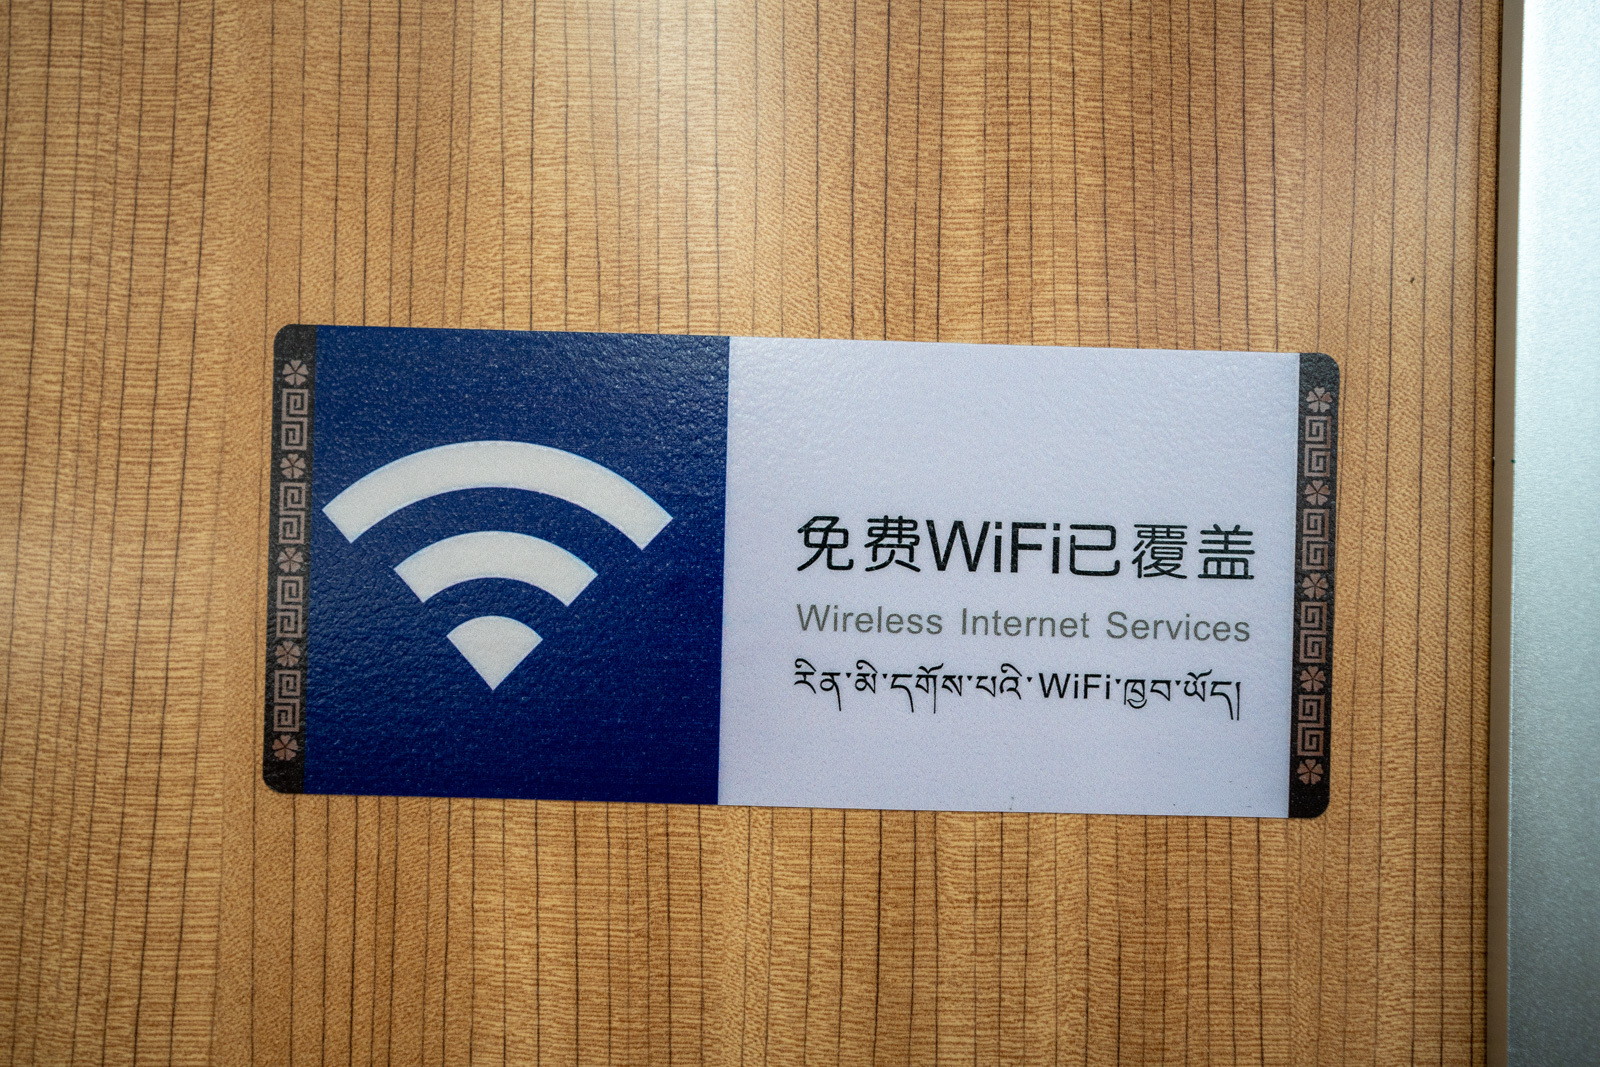 免费WiFi已覆盖
Wireless Internet Services
རིན་མི་དགོས་པའི་WiFi་ཁྱབ་ཡོད།